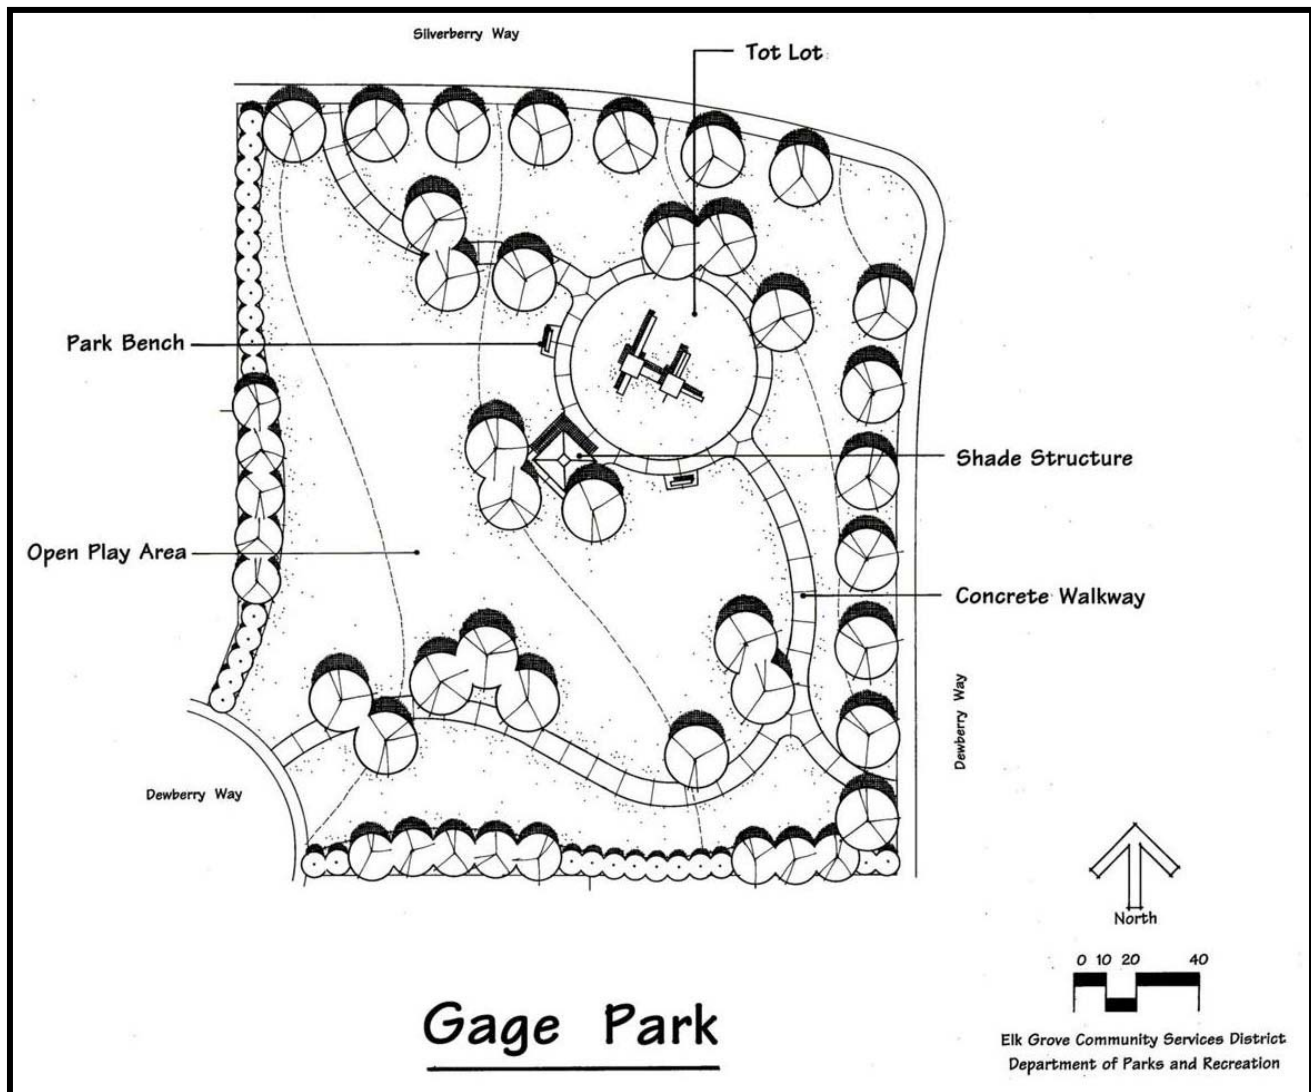 Silverberry Way
Tot Lot
Park Bench
Shade Structure
Open Play Area
Concrete Walkway
Dewberry Way
Dewberry Way
North
0 10 20 40
Gage Park
Elk Grove Community Services District
Department of Parks and Recreation